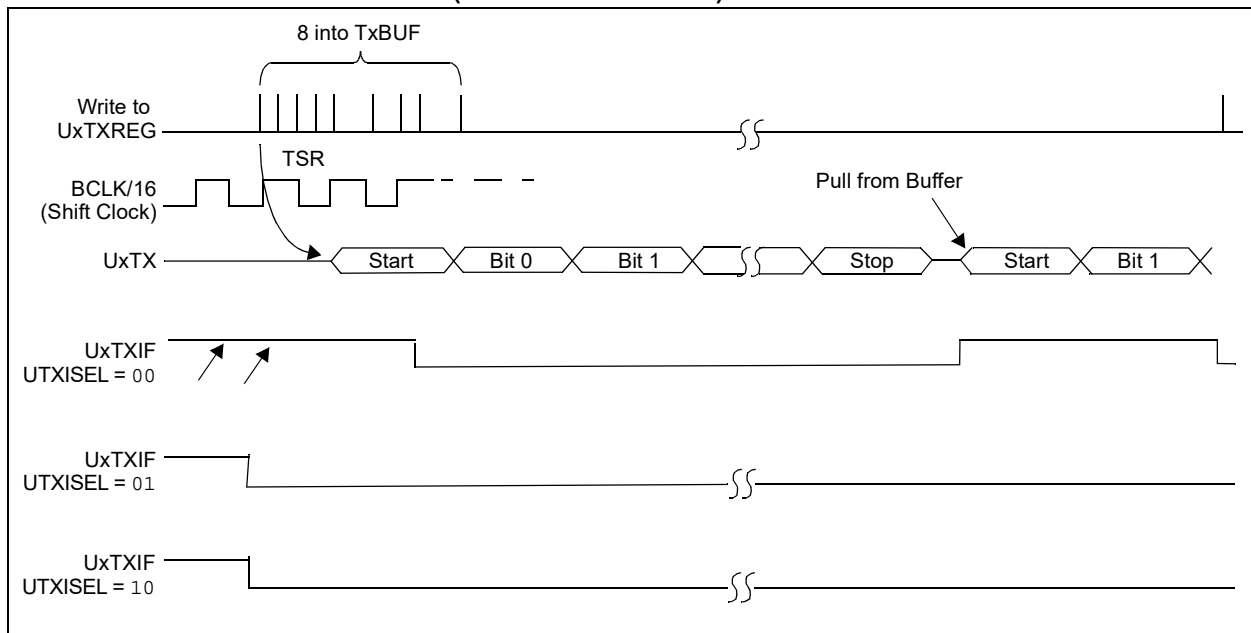 8 into TxBUF
Write to
UxTXREG
TSR
BCLK/16
(Shift Clock)
Pull from Buffer
UxTX
Start
Bit 0
Bit 1
Stop
Start
Bit 1
UxTXIF
UTXISEL = 00
UxTXIF
UTXISEL = 01
UxTXIF
UTXISEL = 10